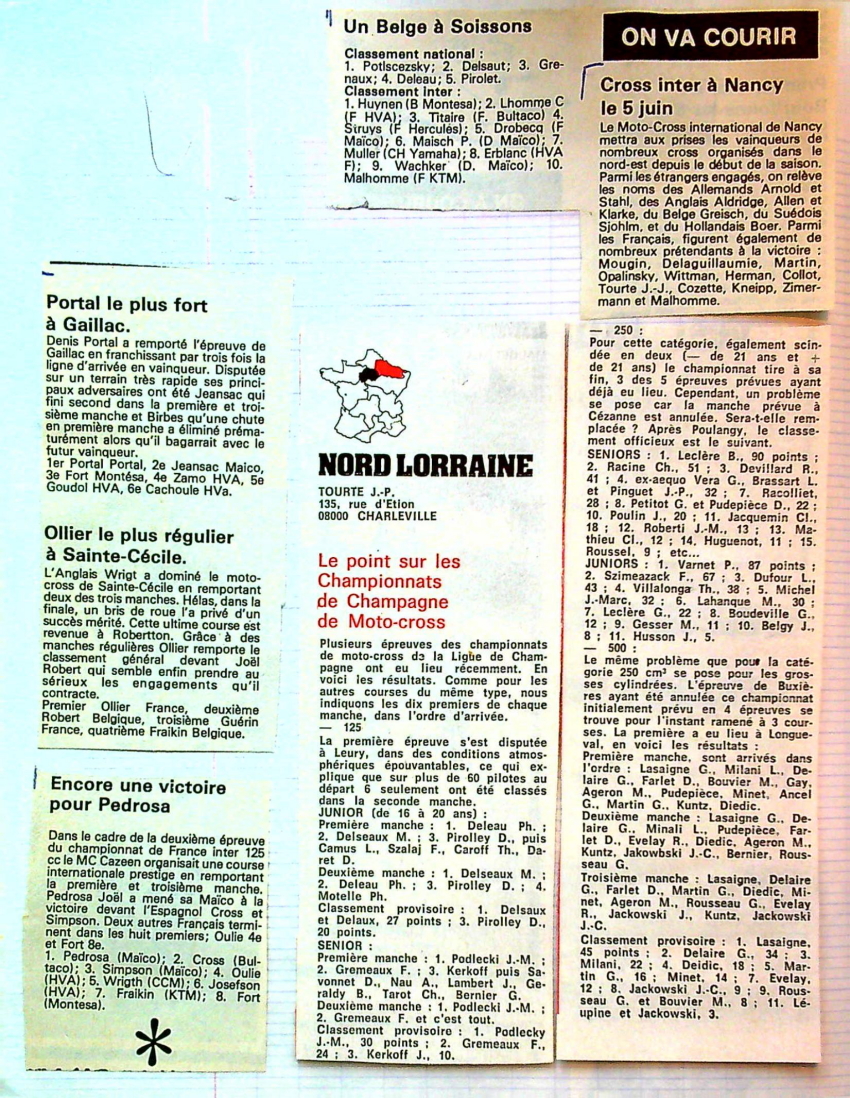 Un Belge à Soissons
Classement national :
1. Potlscezsky; 2. Delsaut; 3. Gre-
naux; 4. Deleau; 5. Pirolet.
Classement inter :
1. Huynen (B Montesa); 2. Lhomme C
(F HVA); 3. Titaire (F. Bultaco) 4.
Struys (F Herculés); 5. Drobecq (F
Maïco); 6. Maisch P. (D Maïco); 7.
Muller (CH Yamaha); 8. Erblanc (HVA
F); 9. Wachker (D. Maïco); 10.
Malhomme (F KTM).
ON VA COURIR
Cross inter à Nancy
le 5 juin
Le Moto-Cross international de Nancy
mettra aux prises les vainqueurs de
nombreux cross organisés dans le
nord-est depuis le début de la saison.
Parmi les étrangers engagés, on relève
les noms des Allemands Arnold et
Stahl, des Anglais Aldridge, Allen et
Klarke, du Belge Greisch, du Suédois
Sjohlm, et du Hollandais Boer. Parmi
les Français, figurent également de
nombreux prétendants à la victoire :
Mougin, Delaguillaumie, Martin,
Opalinsky, Wittman, Herman, Collot,
Tourte J.-J., Cozette, Kneipp, Zimer-
mann et Malhomme.
Portal le plus fort
à Gaillac.
Denis Portal a remporté l'épreuve de
Gaillac en franchissant par trois fois la
ligne d'arrivée en vainqueur. Disputée
sur un terrain très rapide ses princi-
paux adversaires ont été Jeansac qui
fini second dans la première et troi-
sième manche et Birbes qu'une chute
en première manche a éliminé préma-
turément alors qu'il bagarrait avec le
futur vainqueur.
1er Portal Portal, 2e Jeansac Maico,
3e Fort Montésa, 4e Zamo HVA, 5e
Goudol HVA, 6e Cachoule HVa.
Ollier le plus régulier
à Sainte-Cécile.
L'Anglais Wrigt a dominé le moto-
cross de Sainte-Cécile en remportant
deux des trois manches. Hélas, dans la
finale, un bris de roue l'a privé d'un
succès mérité. Cette ultime course est
revenue à Robertton. Grâce à des
manches régulières Ollier remporte le
classement général devant Joël
Robert qui semble enfin prendre au
sérieux les engagements qu'il
contracte.
Premier Ollier France, deuxième
Robert Belgique, troisième Guérin
France, quatrième Fraikin Belgique.
Encore une victoire
pour Pedrosa
Dans le cadre de la deuxième épreuve
du championnat de France inter 125
cc le MC Cazeen organisait une course
internationale prestige en remportant
la première et troisième manche.
Pedrosa Joël a mené sa Maïco à la
victoire devant l'Espagnol Cross et
Simpson. Deux autres Français termi-
nent dans les huit premiers; Oulie 4e
et Fort 8e.
1. Pedrosa (Maïco); 2. Cross (Bul-
taco); 3. Simpson (Maïco); 4. Oulie
(HVA); 5. Wrigth (CCM); 6. Josefson
(HVA); 7. Fraikin (KTM); 8. Fort
(Montesa).
*
NORD LORRAINE
TOURTE J.-P.
135, rue d'Etion
08000 CHARLEVILLE
Le point sur les
Championnats
de Champagne
de Moto-cross
Plusieurs épreuves des championnats
de moto-cross de la Ligue de Cham-
pagne ont eu lieu récemment. En
voici les résultats. Comme pour les
autres courses du même type, nous
indiquons les dix premiers de chaque
manche, dans l'ordre d'arrivée.
— 125
La première épreuve s'est disputée
à Leury, dans des conditions atmos-
phériques épouvantables, ce qui ex-
plique que sur plus de 60 pilotes au
départ 6 seulement ont été classés
dans la seconde manche.
JUNIOR (de 16 à 20 ans) :
Première manche : 1. Deleau Ph. ;
2. Delseaux M. ; 3. Pirolley D., puis
Camus L., Szalaj F., Caroff Th., Da-
ret D.
Deuxième manche : 1. Delseaux M. ;
2. Deleau Ph. ; 3. Pirolley D. ; 4.
Motelle Ph.
Classement provisoire : 1. Delsaux
et Delaux, 27 points ; 3. Pirolley D.,
20 points.
SENIOR :
Première manche : 1. Podlecki J.-M. ;
2. Gremeaux F. ; 3. Kerkoff puis Sa-
vonnet D., Nau A., Lambert J., Ge-
raldy B., Tarot Ch., Bernier G.
Deuxième manche : 1. Podlecki J.-M. ;
2. Gremeaux F. et c'est tout.
Classement provisoire : 1. Podlecky
J.-M., 30 points ; 2. Gremeaux F.,
24 ; 3. Kerkoff J., 10.
— 250 :
Pour cette catégorie, également scin-
dée en deux (— de 21 ans et +
de 21 ans) le championnat tire à sa
fin, 3 des 5 épreuves prévues ayant
déjà eu lieu. Cependant, un problème
se pose car la manche prévue à
Cézanne est annulée. Sera-t-elle rem-
placée ? Après Poulangy, le classe-
ment officieux est le suivant.
SENIORS : 1. Leclère B., 90 points ;
2. Racine Ch., 51 ; 3. Devillard R.,
41 ; 4. ex-aequo Vera G., Brassart L.
et Pinguet J.-P., 32 ; 7. Racolliet,
28 ; 8. Petitot G. et Pudepièce D., 22 ;
10. Poulin J., 20 ; 11. Jacquemin Cl.,
18 ; 12. Roberti J.-M., 13 ; 13. Ma-
thieu Cl., 12 ; 14. Huguenot, 11 ; 15.
Roussel, 9 ; etc...
JUNIORS : 1. Varnet P., 87 points ;
2. Szimeazack F., 67 ; 3. Dufour L.,
43 ; 4. Villalonga Th., 38 ; 5. Michel
J.-Marc, 32 ; 6. Lahanque M., 30 ;
7. Leclère G., 22 ; 8. Boudeville G.,
12 ; 9. Gesser M., 11 ; 10. Belgy J.,
8 ; 11. Husson J., 5.
— 500 :
Le même problème que pour la caté-
gorie 250 cm³ se pose pour les gros-
ses cylindrées. L'épreuve de Buxiè-
res ayant été annulée ce championnat
initialement prévu en 4 épreuves se
trouve pour l'instant ramené à 3 cour-
ses. La première a eu lieu à Longue-
val, en voici les résultats :
Première manche, sont arrivés dans
l'ordre : Lasaigne G., Milani L., De-
laire G., Farlet D., Bouvier M., Gay,
Ageron M., Pudepièce, Minet, Ancel
G., Martin G., Kuntz, Diedic.
Deuxième manche : Lasaigne G., De-
laire G., Minali L., Pudepièce, Far-
let D., Evelay R., Diedic, Ageron M.,
Kuntz, Jakowbski J.-C., Bernier, Rous-
seau G.
Troisième manche : Lasaigne, Delaire
G., Farlet D., Martin G., Diedic, Mi-
net, Ageron M., Rousseau G., Evelay
R., Jackowski J., Kuntz, Jackowski
J.-C.
Classement provisoire : 1. Lasaigne,
45 points ; 2. Delaire G., 34 ; 3.
Milani, 22 ; 4. Deidic, 18 ; 5. Mar-
tin G., 16 ; Minet, 14 ; 7. Evelay,
12 ; 8. Jackowski J.-C., 9 ; 9. Rous-
seau G. et Bouvier M., 8 ; 11. Lé-
upine et Jackowski, 3.